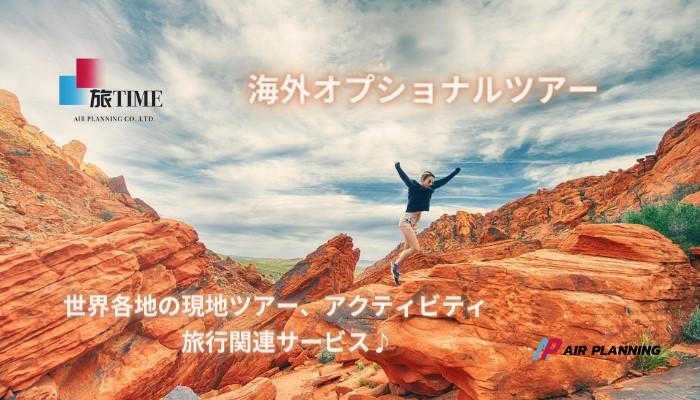 旅TIME
AIR PLANNING CO.,LTD.
海外オプショナルツアー
世界各地の現地ツアー、アクティビティ
旅行関連サービス♪
AIR PLANNING